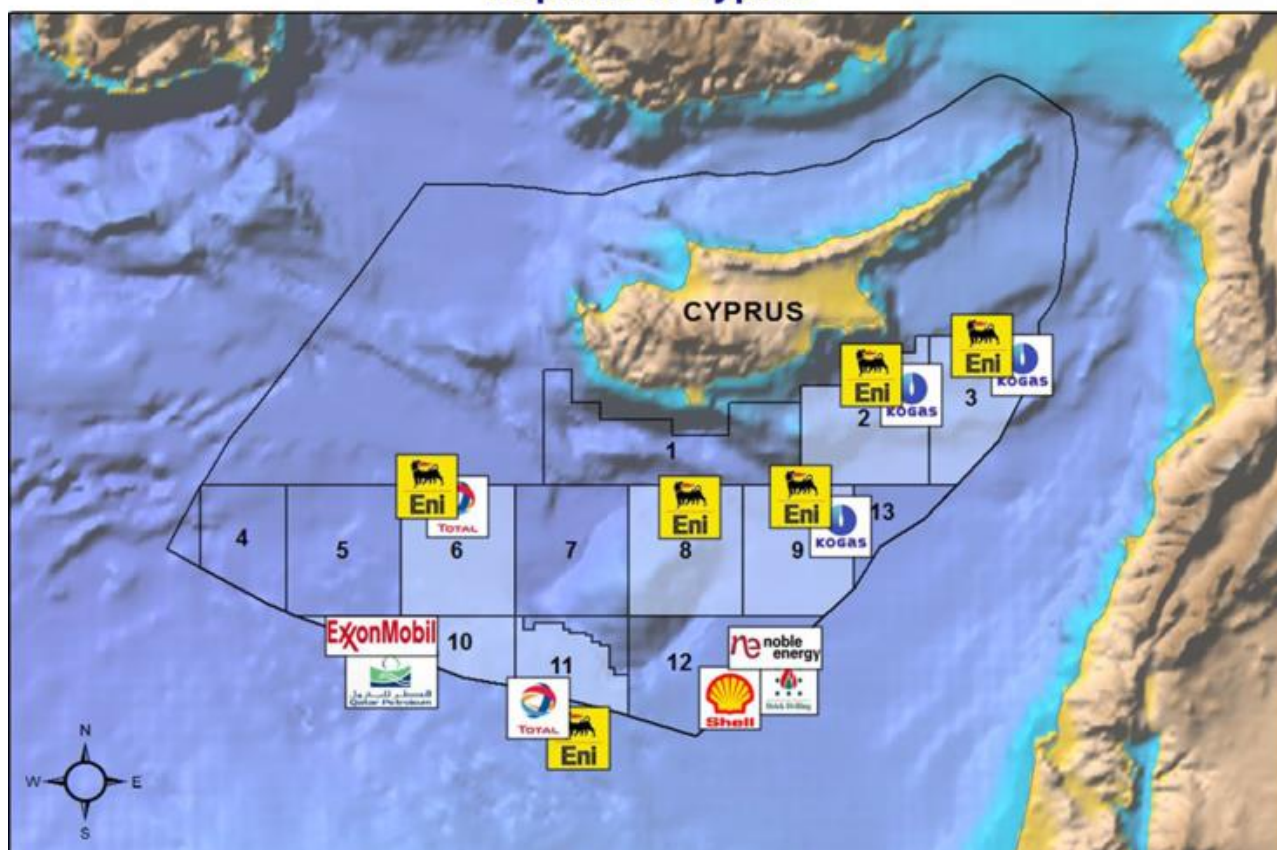 CYPRUS
Eni
KOGAS
3
Eni
KOGAS
2
1
Eni
TOTAL
6
Eni
8
Eni
KOGAS
9
13
4
5
7
ExxonMobil
Qatar Petroleum
10
11
12
noble
energy
Shell
TOTAL
Eni
N
W
E
S